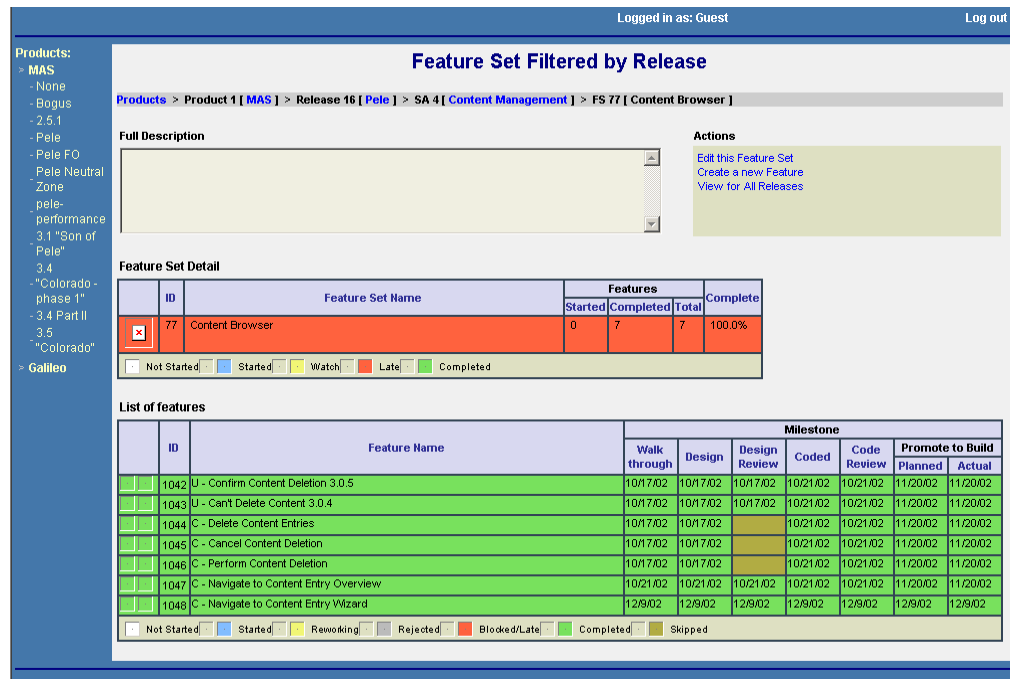 Logged in as: Guest Log out
Products:
> MAS
- None
- Bogus
- 2.5.1
- Pele
- Pele FO
- Pele Neutral
Zone
- pele-
performance
- 3.1 "Son of
Pele"
3.4
- "Colorado -
phase 1"
- 3.4 Part II
- 3.5
"Colorado"
> Galileo
Feature Set Filtered by Release
Products > Product 1 [ MAS ] > Release 16 [ Pele ] > SA 4 [ Content Management ] > FS 77 [ Content Browser ]
Full Description
Actions
Edit this Feature Set
Create a new Feature
View for All Releases
Feature Set Detail
ID Feature Set Name Features Complete
Started Completed Total
77 Content Browser 0 7 7 100.0%
Not Started Started Watch Late Completed
List of features
ID Feature Name Milestone
Walk through Design Design Review Coded Code Review Promote to Build
Planned Actual
1042 U - Confirm Content Deletion 3.0.5 10/17/02 10/17/02 10/17/02 10/21/02 10/21/02 11/20/02 11/20/02
1043 U - Can't Delete Content 3.0.4 10/17/02 10/17/02 10/17/02 10/21/02 10/21/02 11/20/02 11/20/02
1044 C - Delete Content Entries 10/17/02 10/17/02 10/21/02 10/21/02 11/20/02 11/20/02
1045 C - Cancel Content Deletion 10/17/02 10/17/02 10/21/02 10/21/02 11/20/02 11/20/02
1046 C - Perform Content Deletion 10/17/02 10/17/02 10/21/02 10/21/02 11/20/02 11/20/02
1047 C - Navigate to Content Entry Overview 10/21/02 10/21/02 10/21/02 10/21/02 10/21/02 11/20/02 11/20/02
1048 C - Navigate to Content Entry Wizard 12/9/02 12/9/02 12/9/02 12/9/02 12/9/02 12/9/02 12/9/02
Not Started Started Reworking Rejected Blocked/Late Completed Skipped